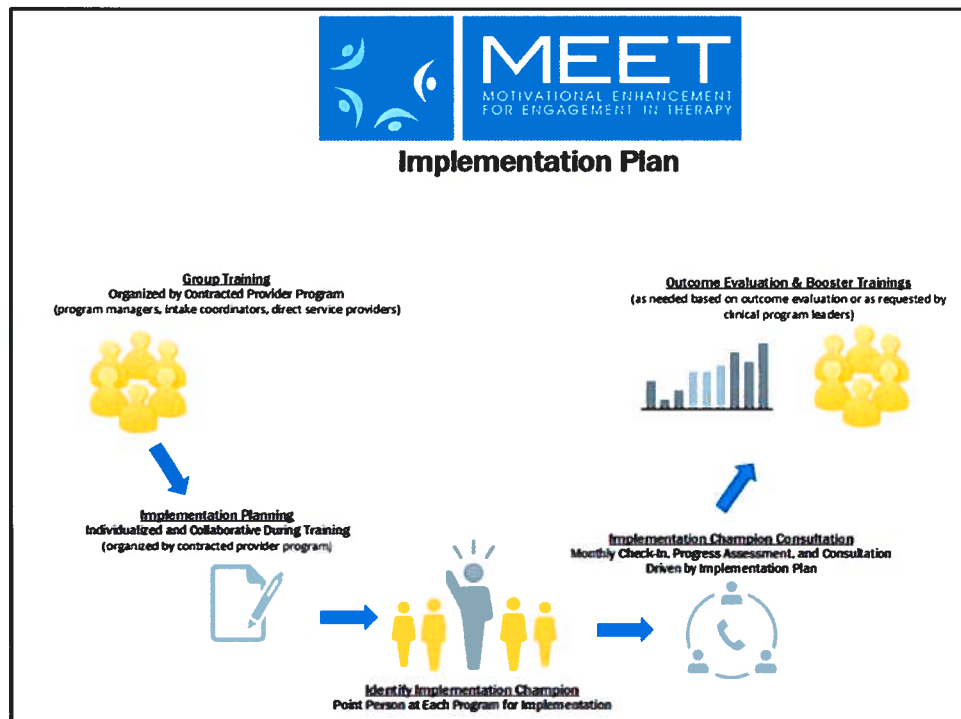 MEET
MOTIVATIONAL ENHANCEMENT
FOR ENGAGEMENT IN THERAPY
Implementation Plan
Group Training
Organized by Contracted Provider Program
(program managers, intake coordinators, direct service providers)
Implementation Planning
Individualized and Collaborative During Training
(organized by contracted provider program)
Identify Implementation Champion
Point Person at Each Program for Implementation
Implementation Champion Consultation
Monthly Check-In, Progress Assessment, and Consultation
Driven by Implementation Plan
Outcome Evaluation & Booster Trainings
(as needed based on outcome evaluation or as requested by
clinical program leaders)